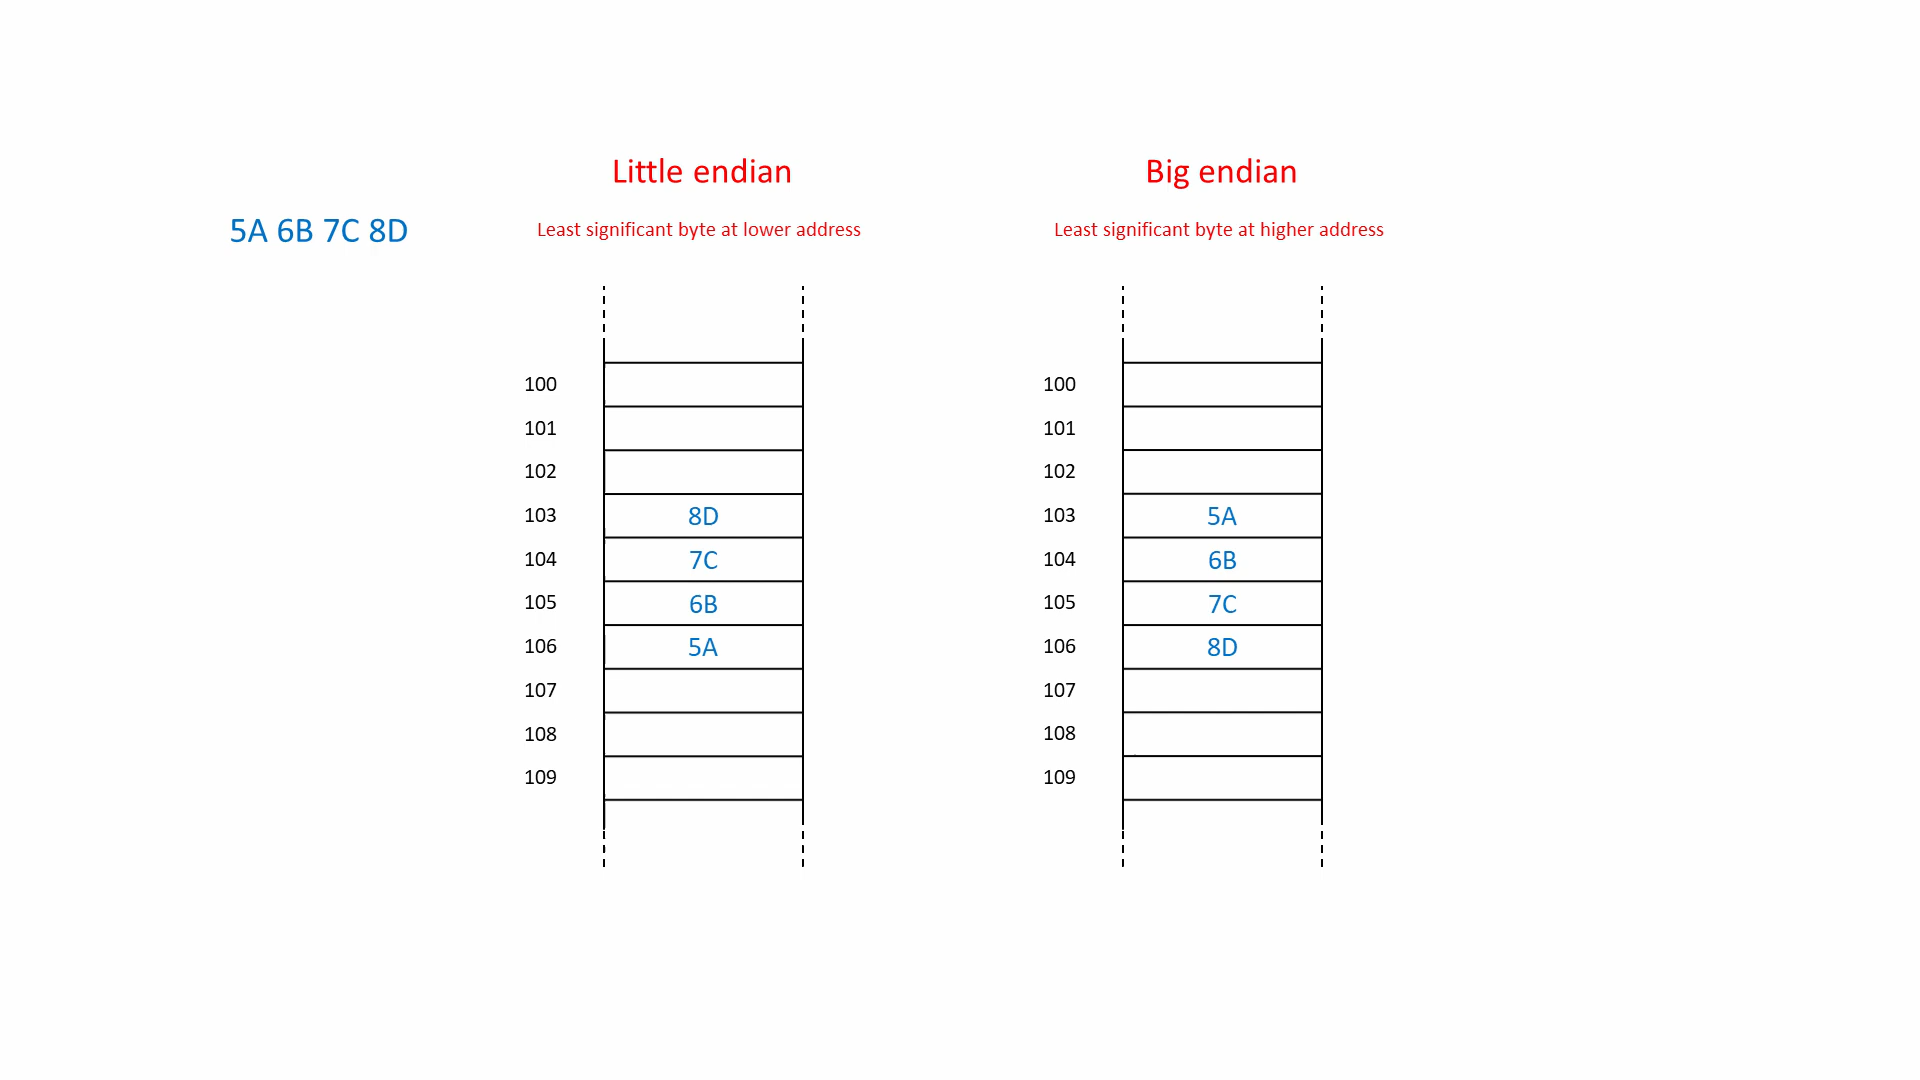 Little endian
Big endian
5A 6B 7C 8D
Least significant byte at lower address
Least significant byte at higher address
100
101
102
103 8D
104 7C
105 6B
106 5A
107
108
109
100
101
102
103 5A
104 6B
105 7C
106 8D
107
108
109